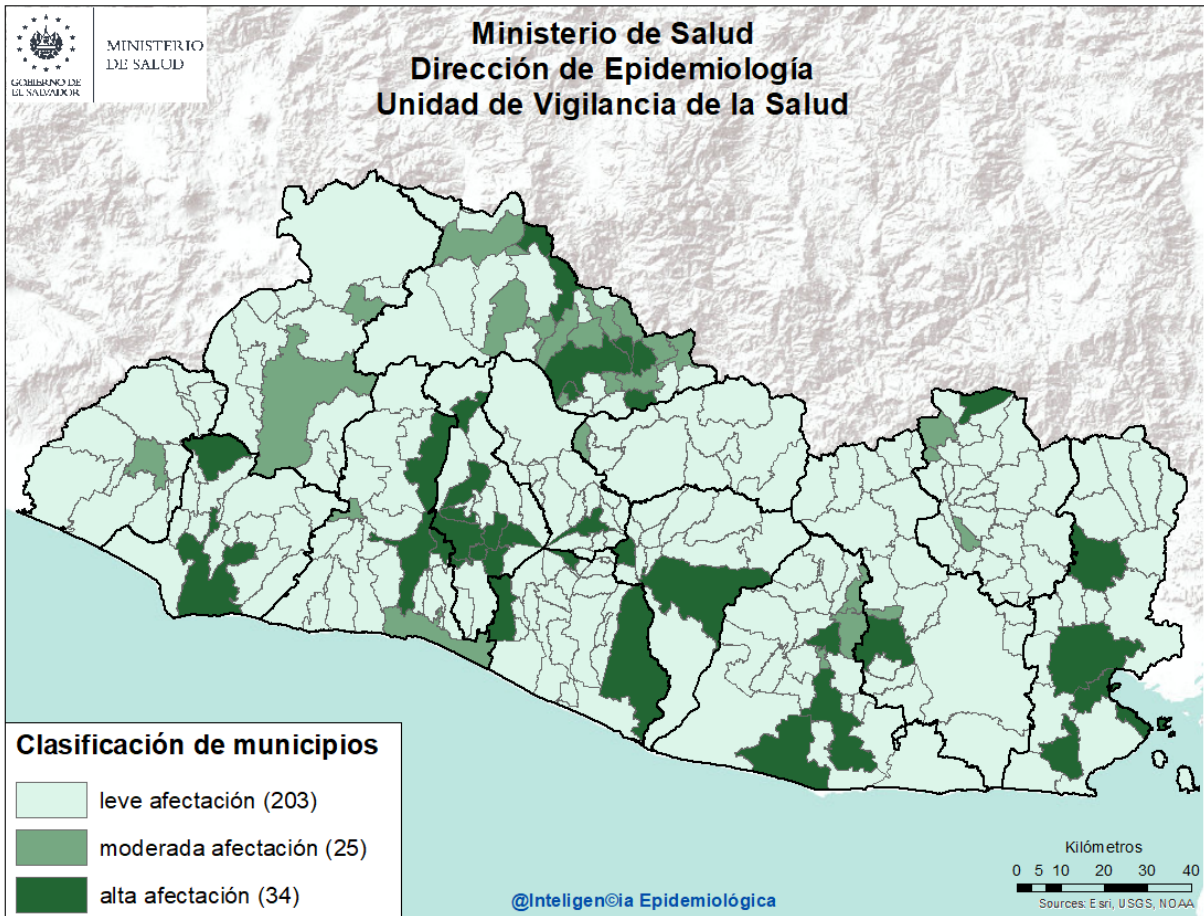 GOBIERNO DE
EL SALVADOR
MINISTERIO
DE SALUD
Ministerio de Salud
Dirección de Epidemiología
Unidad de Vigilancia de la Salud
Clasificación de municipios
leve afectación (203)
moderada afectación (25)
alta afectación (34)
@Inteligen©ia Epidemiológica
Kilómetros
0 5 10 20 30 40
Sources: Esri, USGS, NOAA